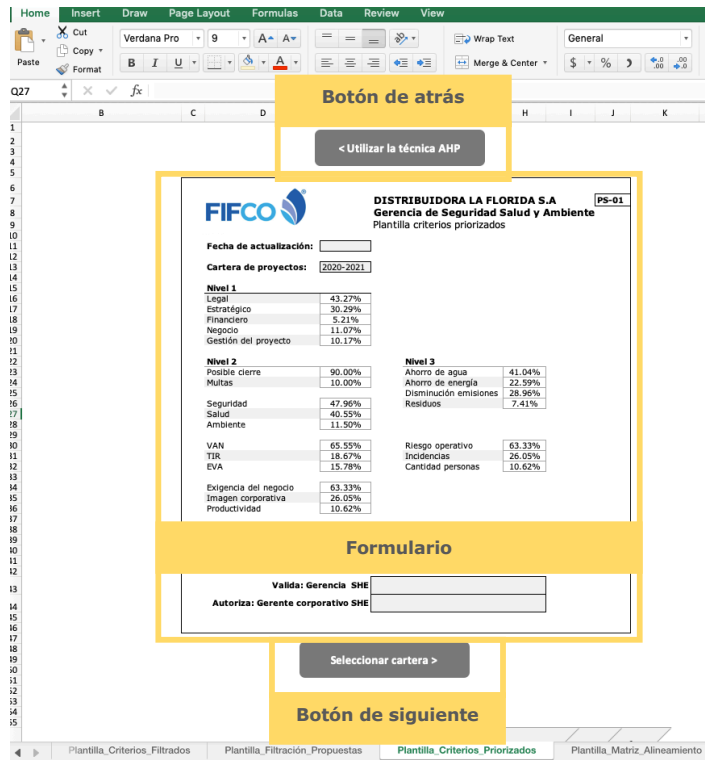 Home Insert Draw Page Layout Formulas Data Review View
Cut
Copy
Paste
Format
Verdana Pro 9
B I U
Wrap Text
Merge & Center
General
Q27
fx
B C D H I J K
Botón de atrás
< Utilizar la técnica AHP
FIFCO
DISTRIBUIDORA LA FLORIDA S.A PS-01
Gerencia de Seguridad Salud y Ambiente
Plantilla criterios priorizados
Fecha de actualización:
Cartera de proyectos: 2020-2021
Nivel 1
Legal 43.27%
Estratégico 30.29%
Financiero 5.21%
Negocio 11.07%
Gestión del proyecto 10.17%
Nivel 2 Nivel 3
Posible cierre 90.00% Ahorro de agua 41.04%
Multas 10.00% Ahorro de energía 22.59%
Disminución emisiones 28.96%
Seguridad 47.96% Residuos 7.41%
Salud 40.55%
Ambiente 11.50%
VAN 65.55% Riesgo operativo 63.33%
TIR 18.67% Incidencias 26.05%
EVA 15.78% Cantidad personas 10.62%
Exigencia del negocio 63.33%
Imagen corporativa 26.05%
Productividad 10.62%
Formulario
Valida: Gerencia SHE
Autoriza: Gerente corporativo SHE
Seleccionar cartera >
Botón de siguiente
Plantilla_Criterios_Filtrados Plantilla_Filtración_Propuestas Plantilla_Criterios_Priorizados Plantilla_Matriz_Alineamiento